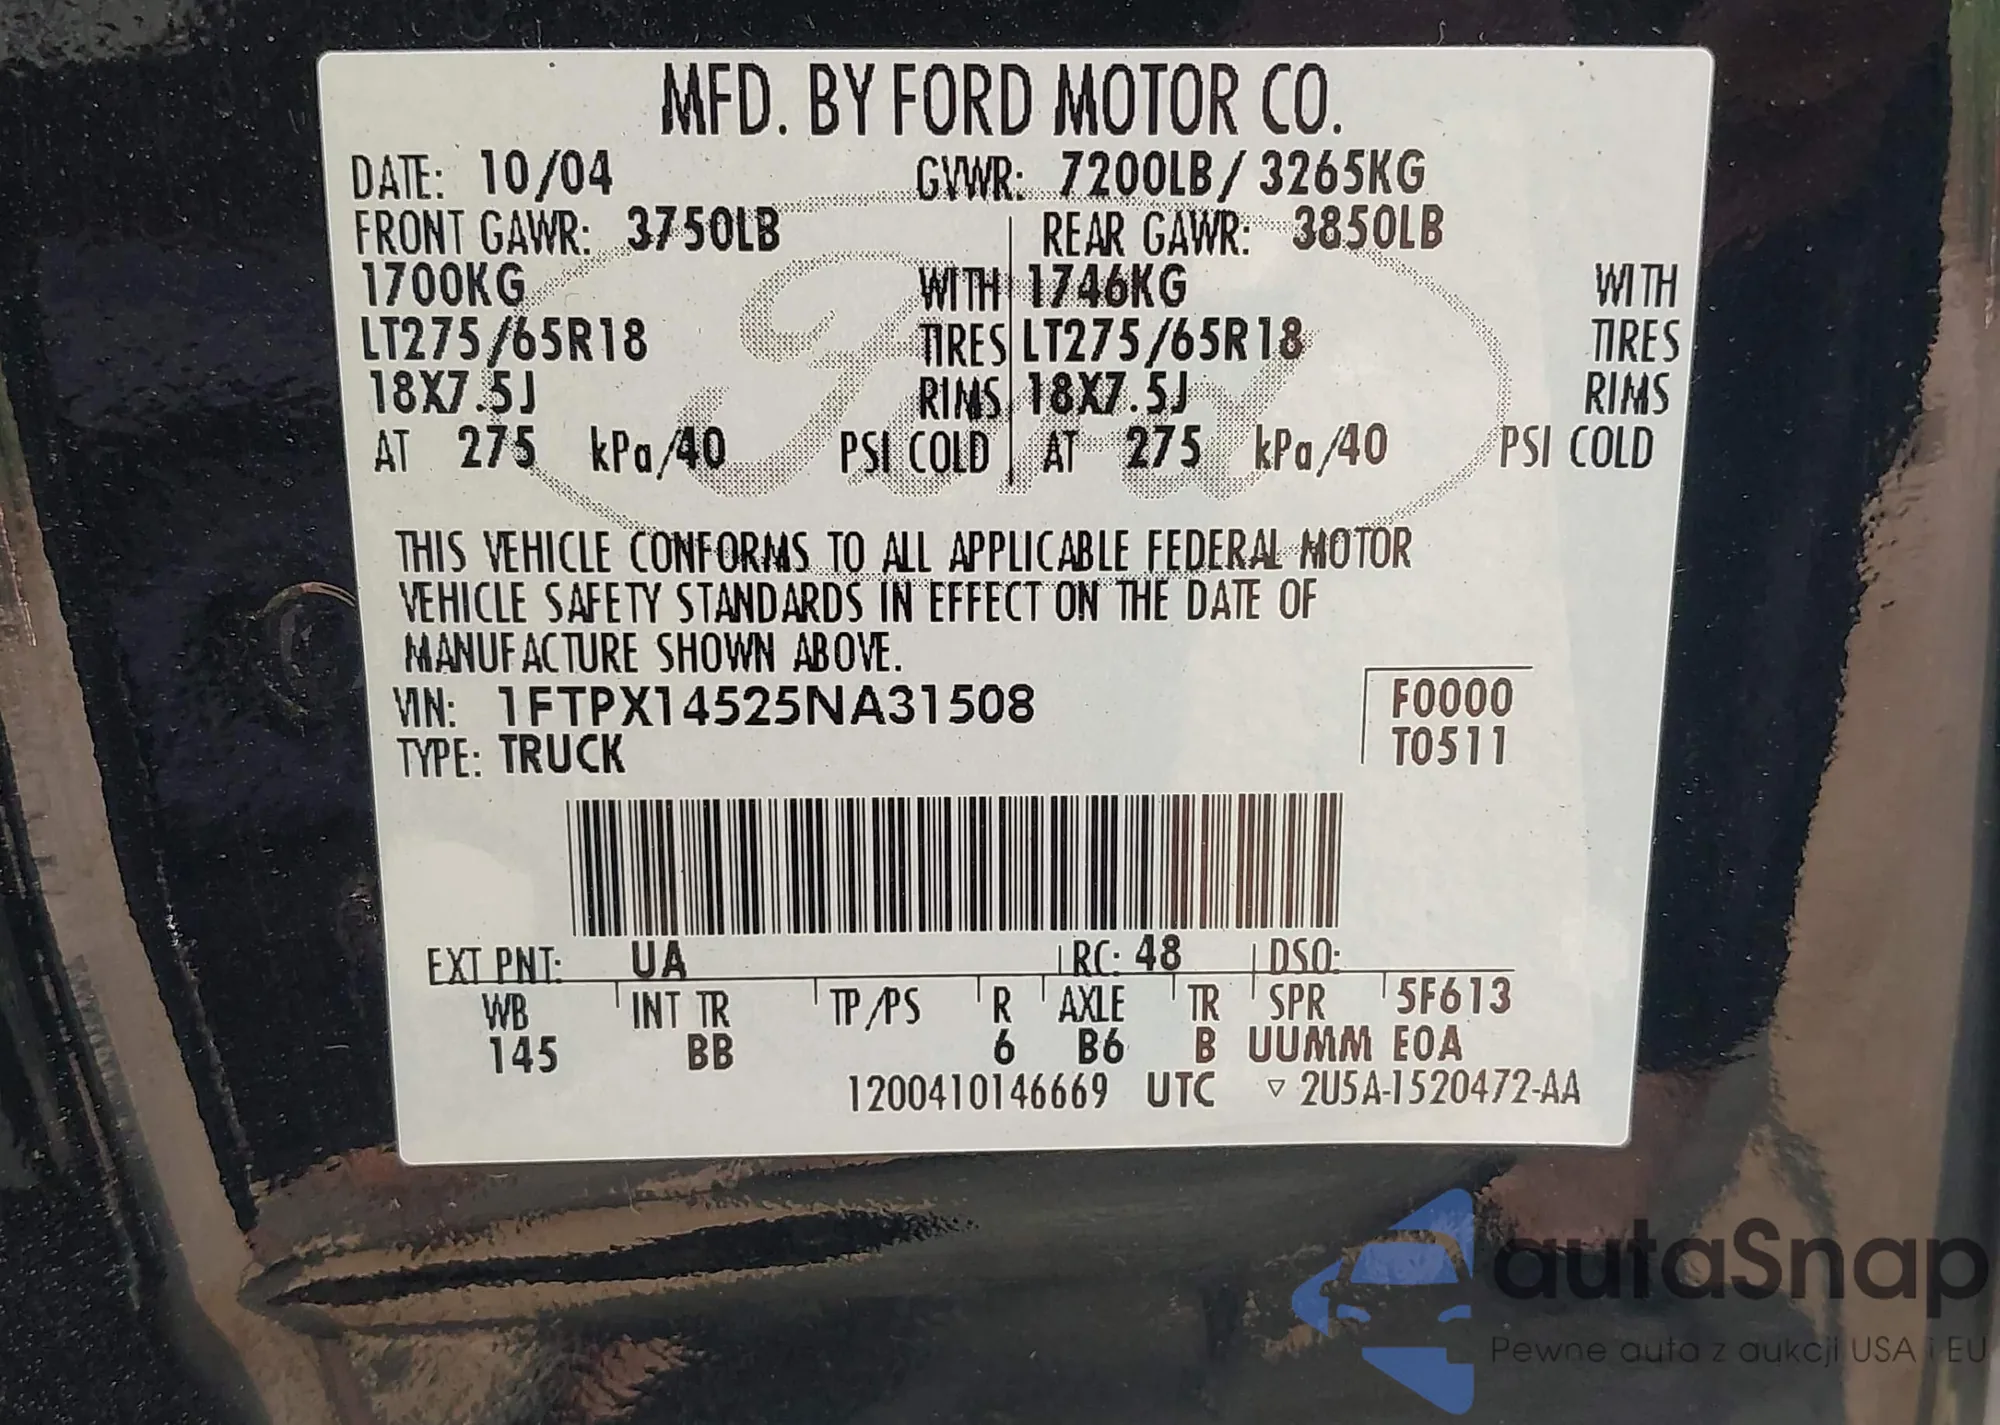 MFD. BY FORD MOTOR CO.
DATE: 10/04 GVWR: 7200LB/ 3265KG
FRONT GAWR: 3750LB REAR GAWR: 3850LB
1700KG WITH 1746KG WITH
LT275/65R18 TIRES LT275/65R18 TIRES
18X7.5J RIMS 18X7.5J RIMS
AT 275 kPa/40 PSI COLD AT 275 kPa/40 PSI COLD
THIS VEHICLE CONFORMS TO ALL APPLICABLE FEDERAL MOTOR
VEHICLE SAFETY STANDARDS IN EFFECT ON THE DATE OF
MANUFACTURE SHOWN ABOVE.
VIN: 1FTPX14525NA31508 F0000
TYPE: TRUCK T0511
EXT PNT: UA RC: 48 DSO:
WB INT TR TP/PS R AXLE TR SPR 5F613
145 BB 6 B6 B UUMM E0A
1200410146669 UTC ▽ 2U5A-1520472-AA
Ford
autaSnap
Pewne auta z aukcji USA i EU